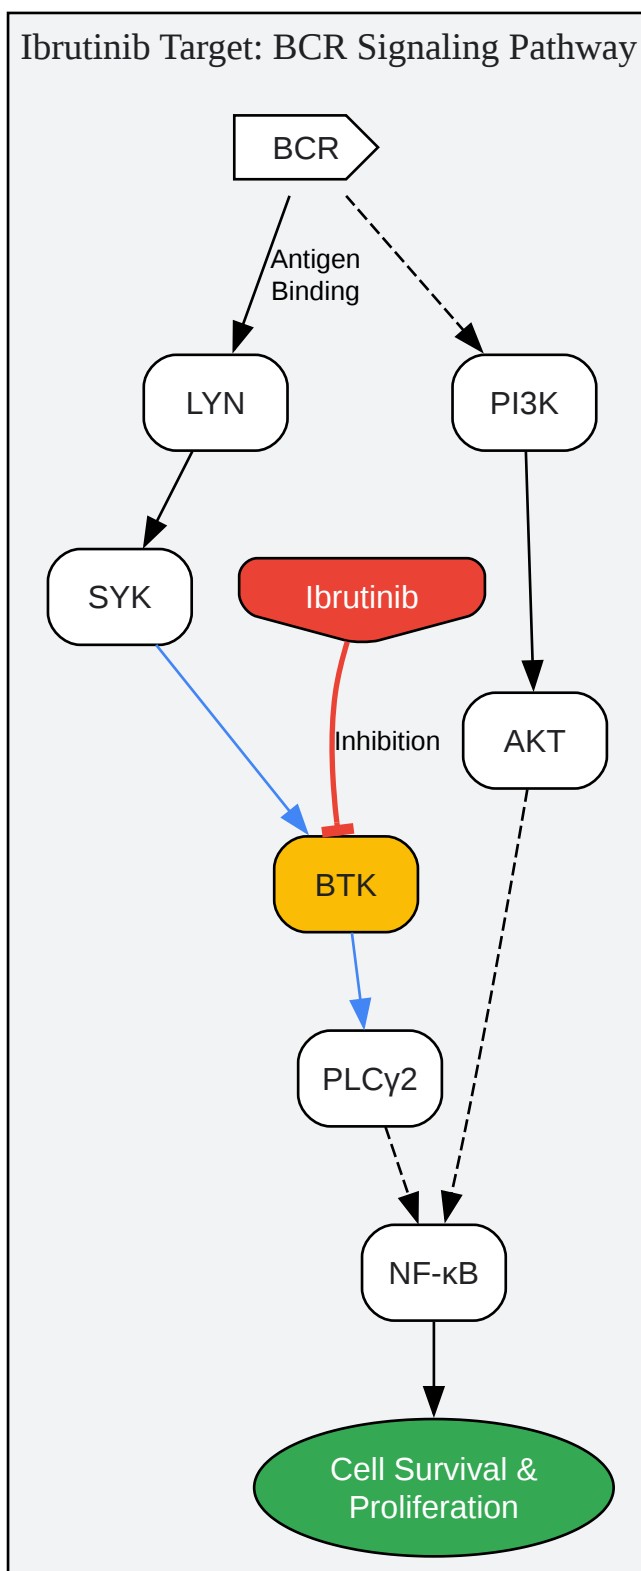 Ibrutinib Target: BCR Signaling Pathway
BCR
Antigen
Binding
LYN
PI3K
SYK
Ibrutinib
Inhibition
AKT
BTK
PLCγ2
NF-κB
Cell Survival &
Proliferation